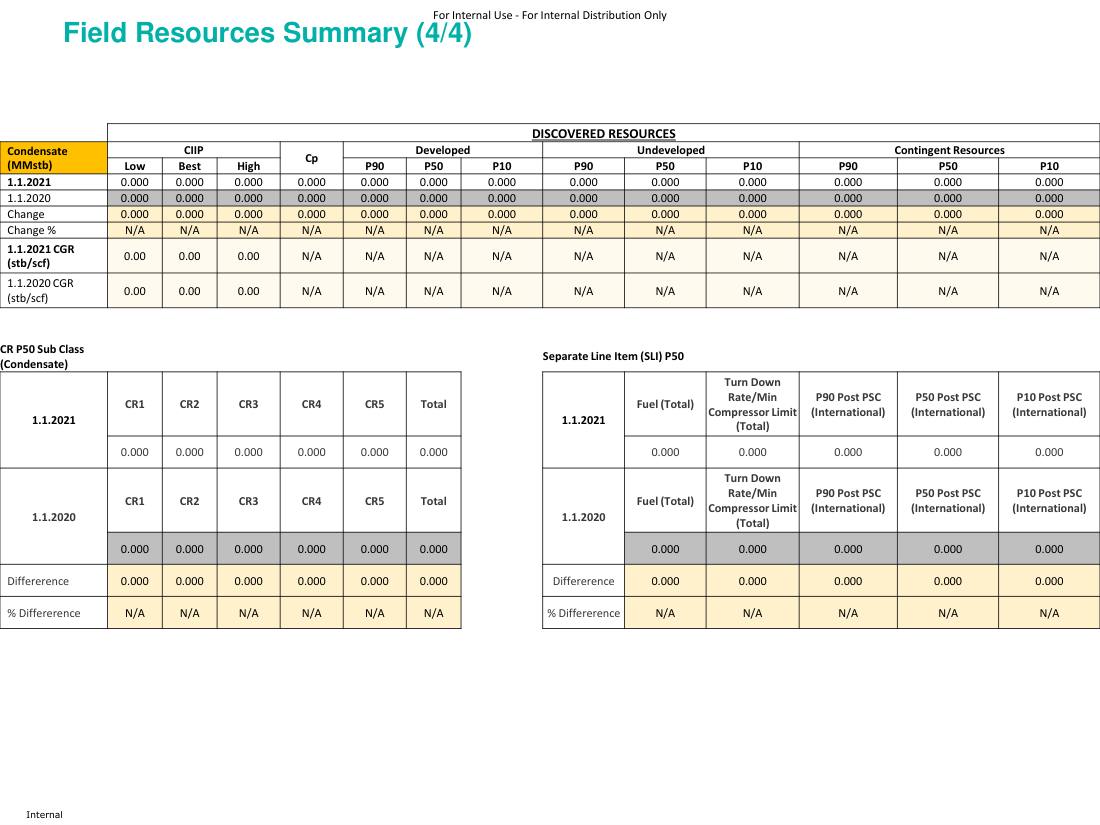 For Internal Use - For Internal Distribution Only
Field Resources Summary (4/4)
DISCOVERED RESOURCES
Condensate (MMstb) CIIP Cp Developed Undeveloped Contingent Resources
Low Best High P90 P50 P10 P90 P50 P10 P90 P50 P10
1.1.2021 0.000 0.000 0.000 0.000 0.000 0.000 0.000 0.000 0.000 0.000 0.000 0.000 0.000
1.1.2020 0.000 0.000 0.000 0.000 0.000 0.000 0.000 0.000 0.000 0.000 0.000 0.000 0.000
Change 0.000 0.000 0.000 0.000 0.000 0.000 0.000 0.000 0.000 0.000 0.000 0.000 0.000
Change % N/A N/A N/A N/A N/A N/A N/A N/A N/A N/A N/A N/A N/A
1.1.2021 CGR (stb/scf) 0.00 0.00 0.00 N/A N/A N/A N/A N/A N/A N/A N/A N/A N/A
1.1.2020 CGR (stb/scf) 0.00 0.00 0.00 N/A N/A N/A N/A N/A N/A N/A N/A N/A N/A
CR P50 Sub Class
(Condensate)
1.1.2021 CR1 CR2 CR3 CR4 CR5 Total
0.000 0.000 0.000 0.000 0.000 0.000
1.1.2020 CR1 CR2 CR3 CR4 CR5 Total
0.000 0.000 0.000 0.000 0.000 0.000
Differerence 0.000 0.000 0.000 0.000 0.000 0.000
% Differerence N/A N/A N/A N/A N/A N/A
Separate Line Item (SLI) P50
1.1.2021 Fuel (Total) Turn Down Rate/Min Compressor Limit (Total) P90 Post PSC (International) P50 Post PSC (International) P10 Post PSC (International)
0.000 0.000 0.000 0.000 0.000
1.1.2020 Fuel (Total) Turn Down Rate/Min Compressor Limit (Total) P90 Post PSC (International) P50 Post PSC (International) P10 Post PSC (International)
0.000 0.000 0.000 0.000 0.000
Differerence 0.000 0.000 0.000 0.000 0.000
% Differerence N/A N/A N/A N/A N/A
Internal